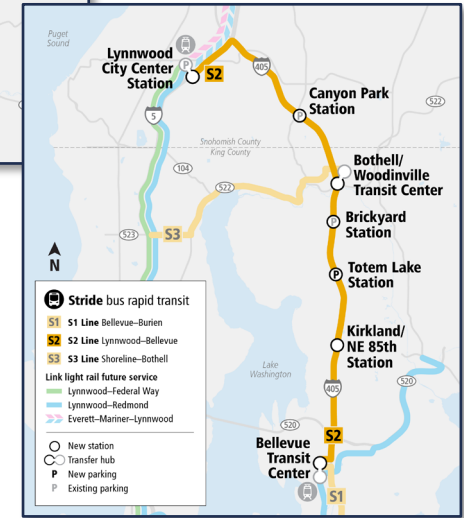 Puget
Sound
Lynnwood
City Center
Station
P
S2
405
Canyon Park
Station
P
5
522
Snohomish County
King County
104
Bothell/
Woodinville
Transit Center
522
P
Brickyard
Station
523
S3
N
P
Totem Lake
Station
Stride bus rapid transit
S1 S1 Line Bellevue–Burien
S2 S2 Line Lynnwood–Bellevue
S3 S3 Line Shoreline–Bothell
Link light rail future service
Lynnwood–Federal Way
Lynnwood–Redmond
Everett–Mariner–Lynnwood
New station
Transfer hub
P New parking
P Existing parking
Kirkland/
NE 85th
Station
Lake
Washington
405
520
520
S2
Bellevue
Transit
Center
S1